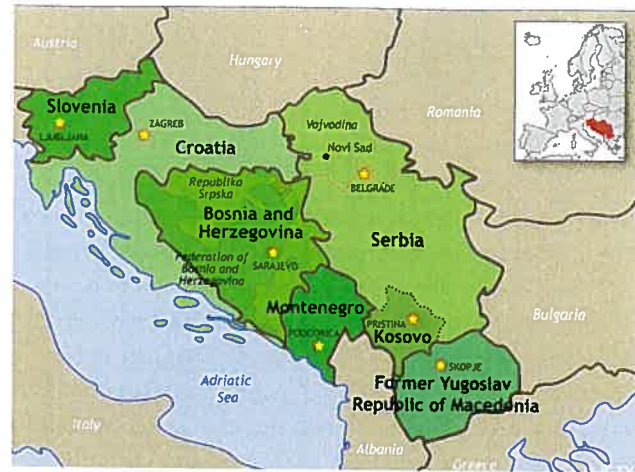 Austria
Hungary
Romania
Slovenia
LJUBLJANA
ZAGREB
Croatia
Vojvodina
Novi Sad
BELGRADE
Republika
Srpska
Bosnia and
Herzegovina
SARAJEVO
Federation of
Bosnia and
Herzegovina
Serbia
Montenegro
PODGORICA
PRISTINA
Kosovo
Bulgaria
SKOPJE
Former Yugoslav
Republic of Macedonia
Adriatic
Sea
Italy
Albania
Greece